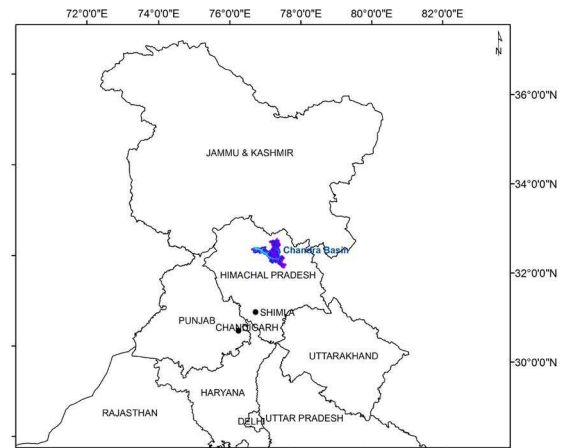 72°0'0"E 74°0'0"E 76°0'0"E 78°0'0"E 80°0'0"E 82°0'0"E
N
36°0'0"N
JAMMU & KASHMIR
34°0'0"N
Chandra Basin
32°0'0"N
HIMACHAL PRADESH
SHIMLA
PUNJAB
CHANDIGARH
UTTARAKHAND
30°0'0"N
HARYANA
RAJASTHAN
DELHI
UTTAR PRADESH